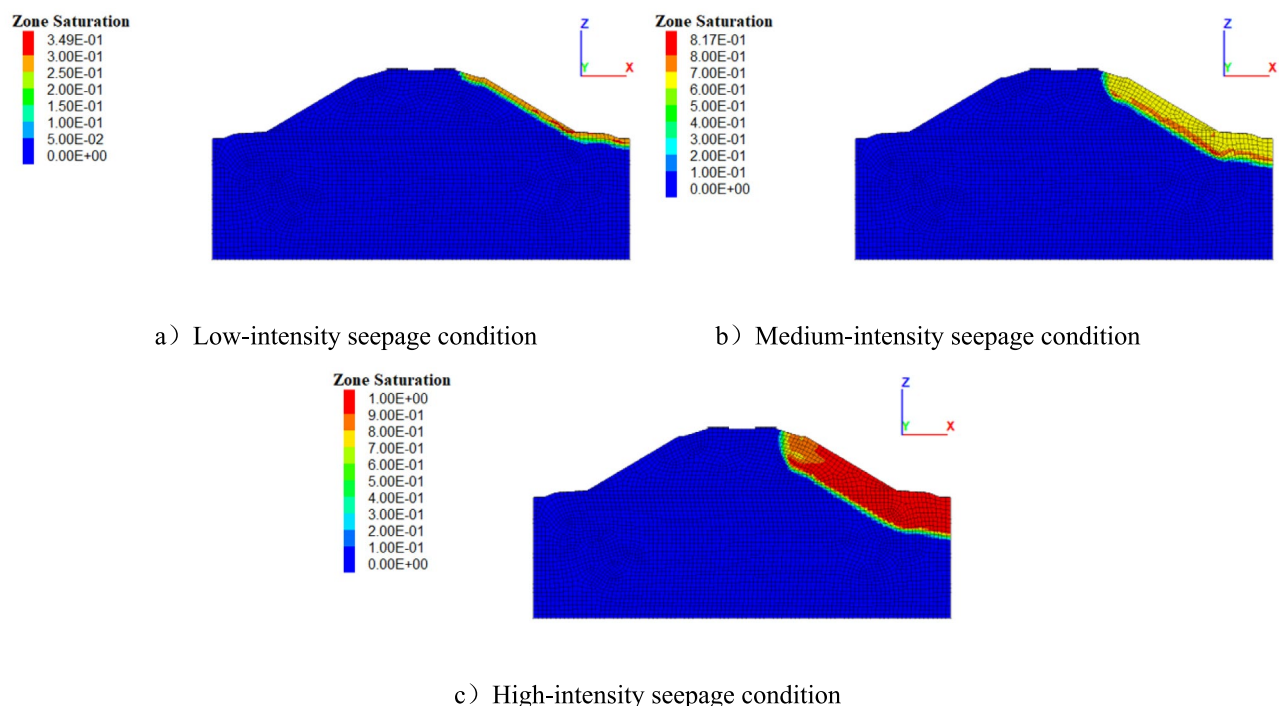 Zone Saturation
3.49E-01
3.00E-01
2.50E-01
2.00E-01
1.50E-01
1.00E-01
5.00E-02
0.00E+00
Z
Y
X
Zone Saturation
8.17E-01
8.00E-01
7.00E-01
6.00E-01
5.00E-01
4.00E-01
3.00E-01
2.00E-01
1.00E-01
0.00E+00
Z
Y
X
a）Low-intensity seepage condition
b）Medium-intensity seepage condition
Zone Saturation
1.00E+00
9.00E-01
8.00E-01
7.00E-01
6.00E-01
5.00E-01
4.00E-01
3.00E-01
2.00E-01
1.00E-01
0.00E+00
Z
Y
X
c）High-intensity seepage condition